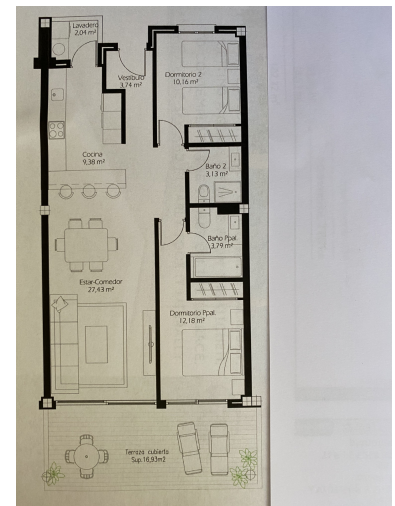 Lavadero
2,04 m²
Vestíbulo
3,74 m²
Dormitorio 2
10,16 m²
Cocina
9,38 m²
Baño 2
3,13 m²
Baño Ppal.
3,79 m²
Estar-Comedor
27,43 m²
Dormitorio Ppal.
12,18 m²
Terraza cubierta
Sup.16,93m2